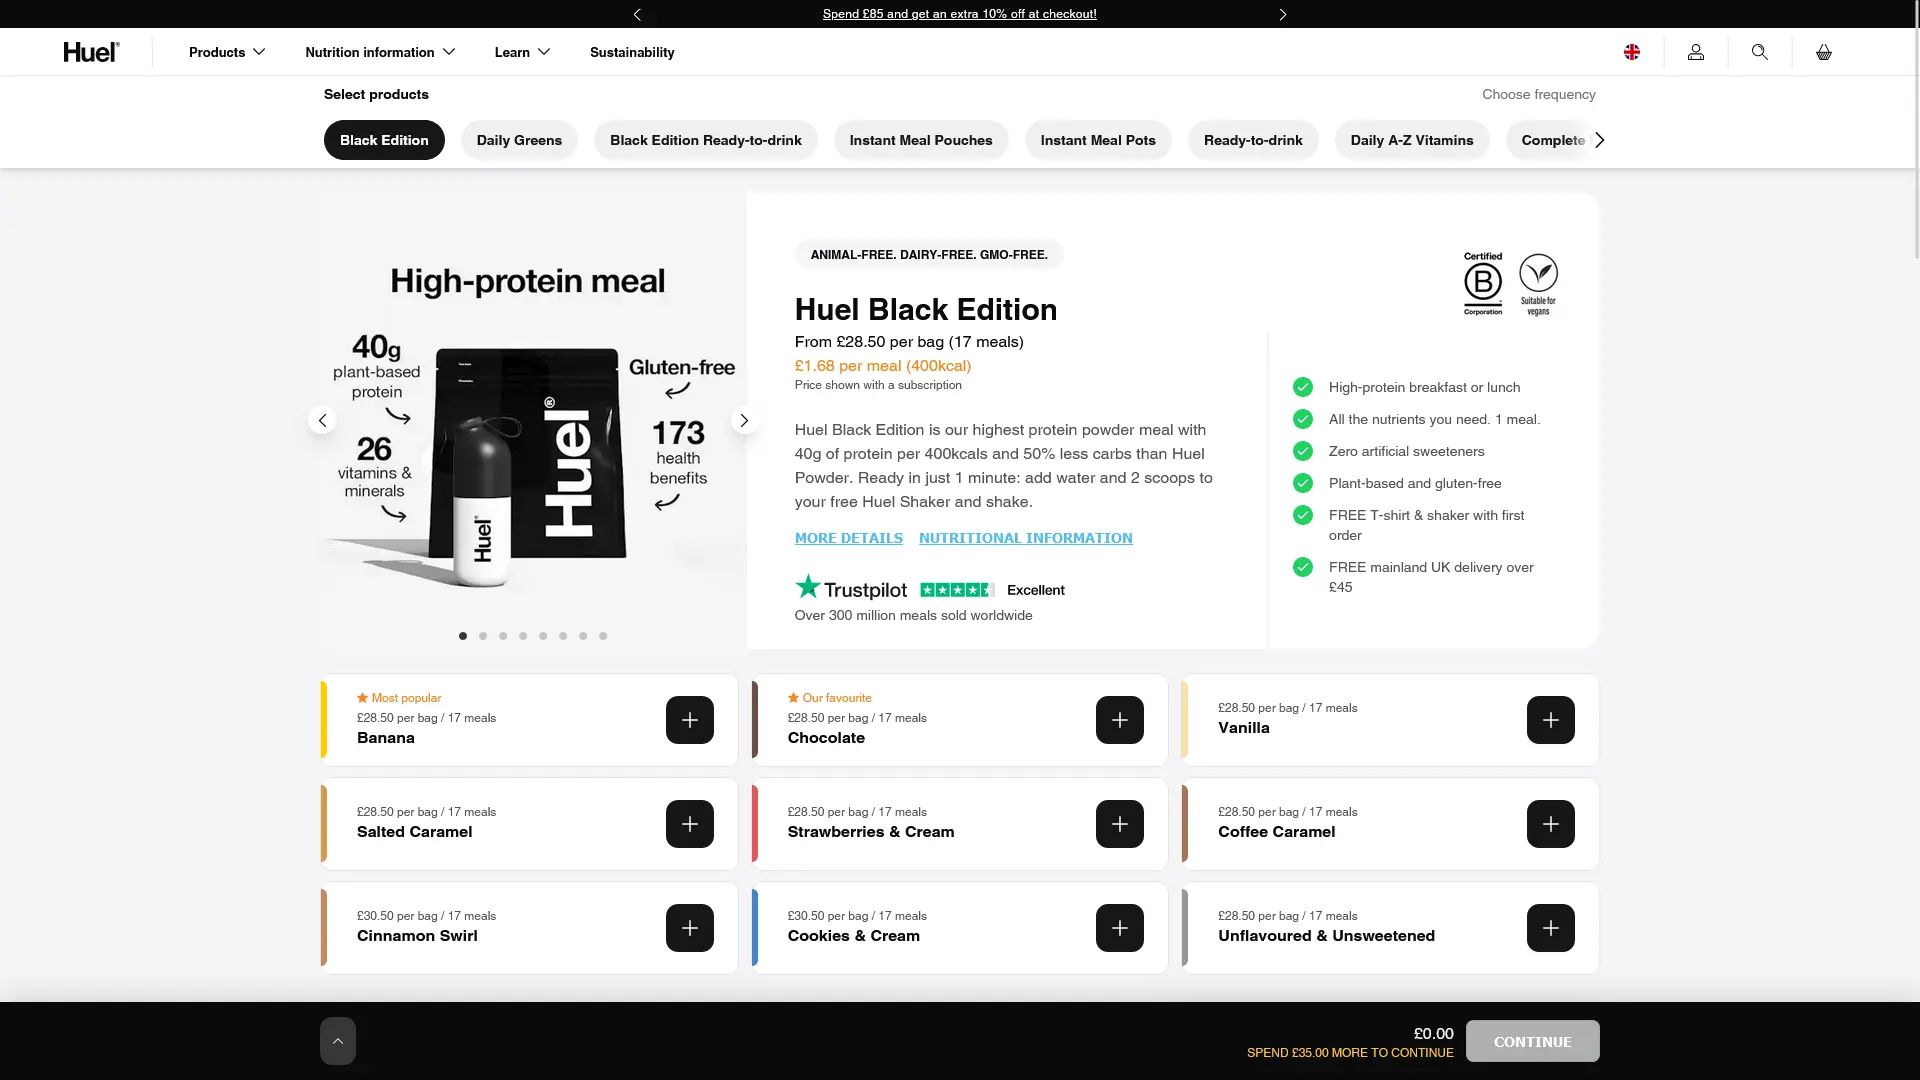 Spend £85 and get an extra 10% off at checkout!
Huel®
Products
Nutrition information
Learn
Sustainability
Select products
Choose frequency
Black Edition
Daily Greens
Black Edition Ready-to-drink
Instant Meal Pouches
Instant Meal Pots
Ready-to-drink
Daily A-Z Vitamins
Complete
High-protein meal
40g
plant-based
protein
26
vitamins &
minerals
Gluten-free
173
health
benefits
Huel®
Huel®
ANIMAL-FREE. DAIRY-FREE. GMO-FREE.
Certified
B
Corporation
Suitable for
vegans
Huel Black Edition
From £28.50 per bag (17 meals)
£1.68 per meal (400kcal)
Price shown with a subscription
Huel Black Edition is our highest protein powder meal with
40g of protein per 400kcals and 50% less carbs than Huel
Powder. Ready in just 1 minute: add water and 2 scoops to
your free Huel Shaker and shake.
MORE DETAILS
NUTRITIONAL INFORMATION
Trustpilot
Excellent
Over 300 million meals sold worldwide
High-protein breakfast or lunch
All the nutrients you need. 1 meal.
Zero artificial sweeteners
Plant-based and gluten-free
FREE T-shirt & shaker with first
order
FREE mainland UK delivery over
£45
Most popular
£28.50 per bag / 17 meals
Banana
Our favourite
£28.50 per bag / 17 meals
Chocolate
£28.50 per bag / 17 meals
Vanilla
£28.50 per bag / 17 meals
Salted Caramel
£28.50 per bag / 17 meals
Strawberries & Cream
£28.50 per bag / 17 meals
Coffee Caramel
£30.50 per bag / 17 meals
Cinnamon Swirl
£30.50 per bag / 17 meals
Cookies & Cream
£28.50 per bag / 17 meals
Unflavoured & Unsweetened
£0.00
SPEND £35.00 MORE TO CONTINUE
CONTINUE